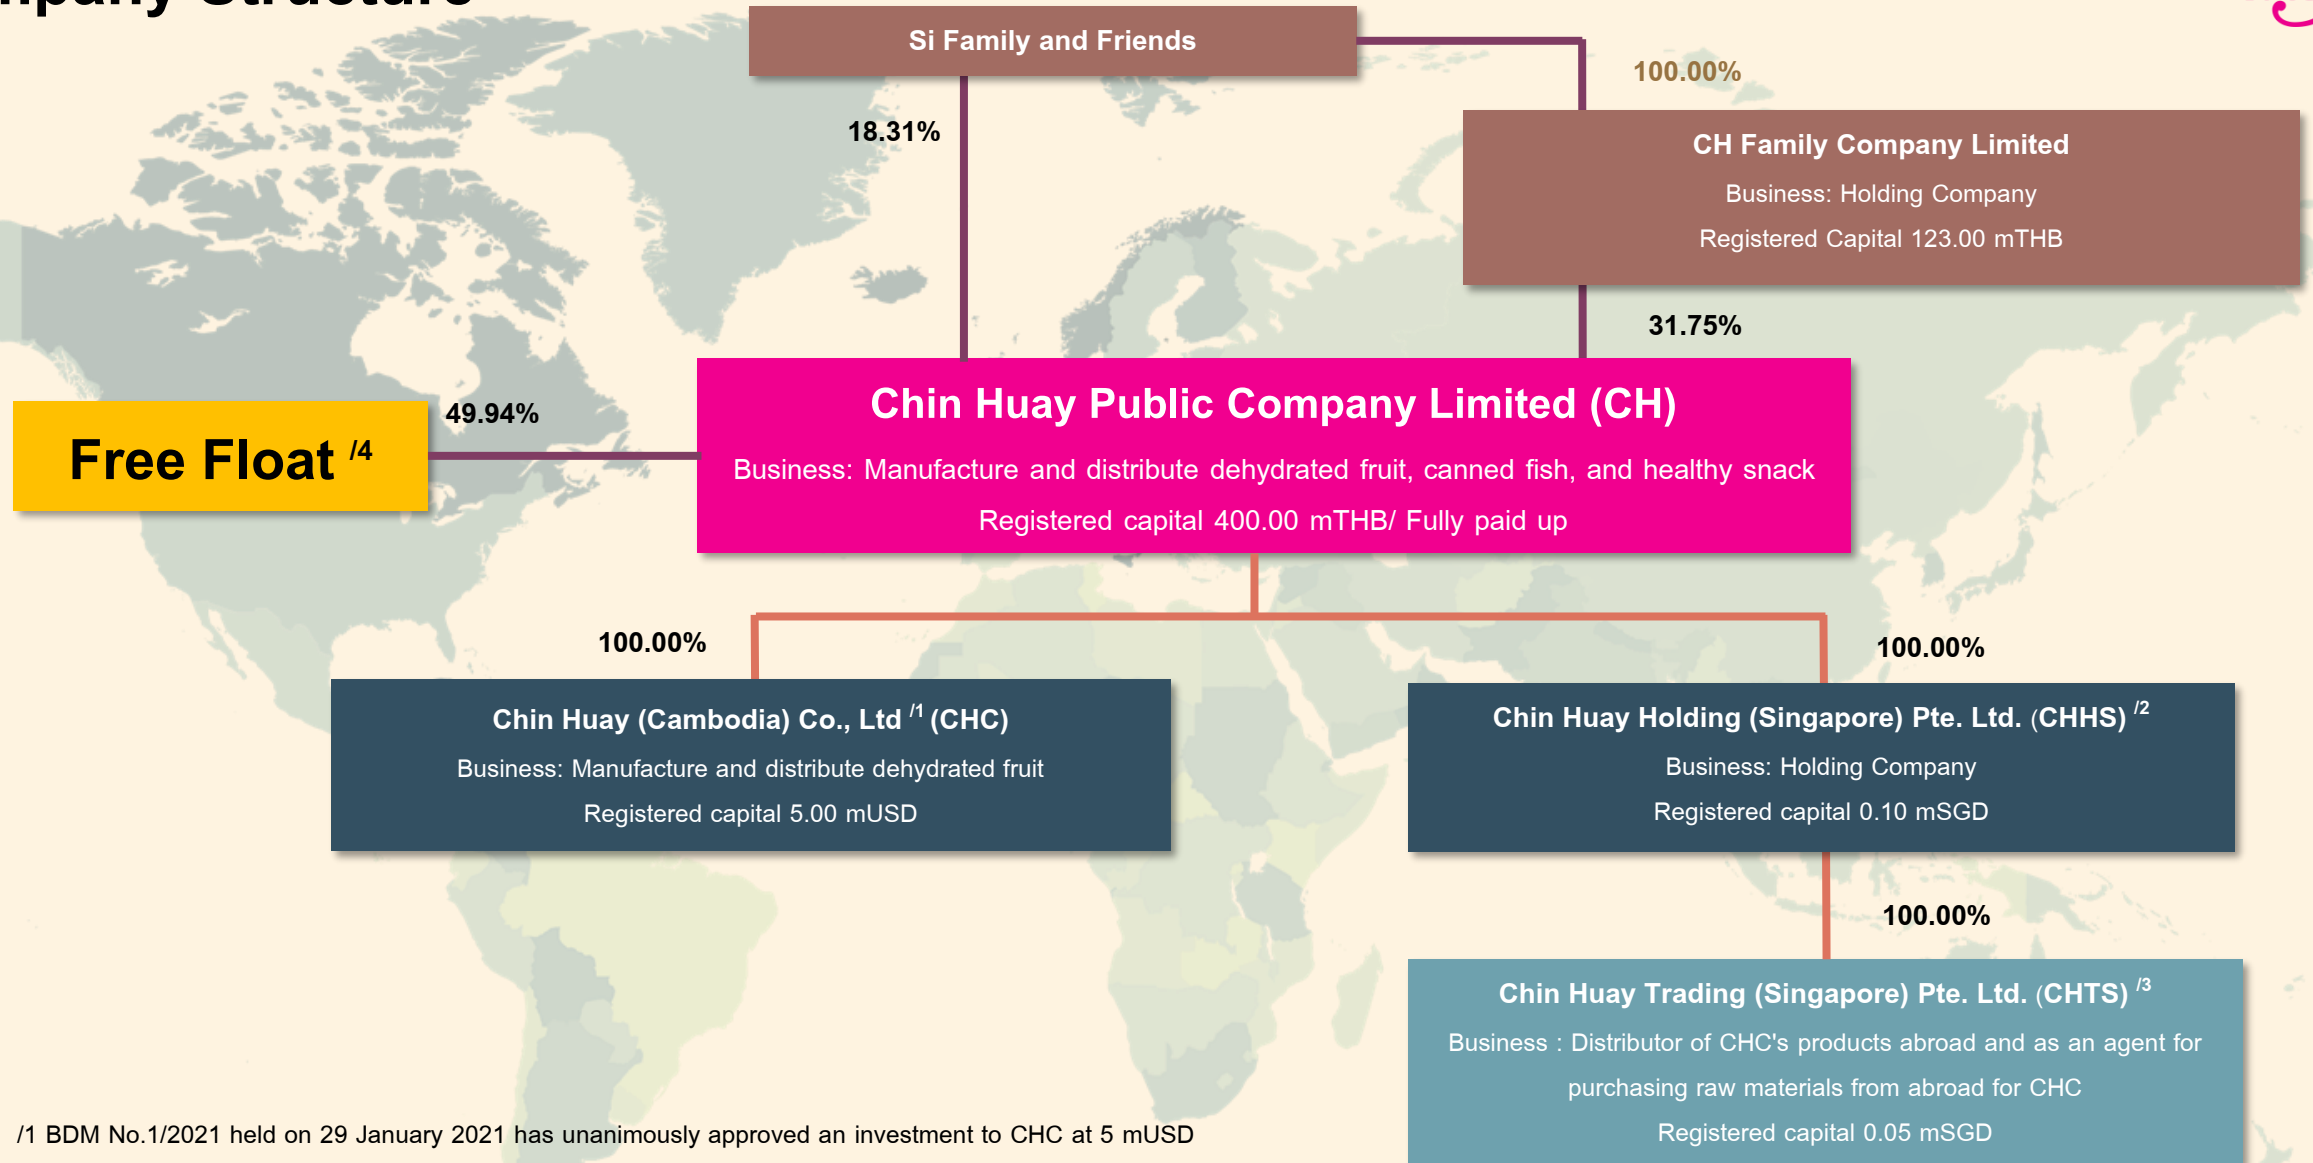 Company Structure
Si Family and Friends
100.00%
18.31%
CH Family Company Limited
Business: Holding Company
Registered Capital 123.00 mTHB
31.75%
Chin Huay Public Company Limited (CH)
Business: Manufacture and distribute dehydrated fruit, canned fish, and healthy snack
Registered capital 400.00 mTHB/ Fully paid up
49.94%
Free Float /4
100.00%
100.00%
Chin Huay (Cambodia) Co., Ltd /1 (CHC)
Business: Manufacture and distribute dehydrated fruit
Registered capital 5.00 mUSD
Chin Huay Holding (Singapore) Pte. Ltd. (CHHS) /2
Business: Holding Company
Registered capital 0.10 mSGD
100.00%
Chin Huay Trading (Singapore) Pte. Ltd. (CHTS) /3
Business : Distributor of CHC's products abroad and as an agent for
purchasing raw materials from abroad for CHC
Registered capital 0.05 mSGD
/1 BDM No.1/2021 held on 29 January 2021 has unanimously approved an investment to CHC at 5 mUSD